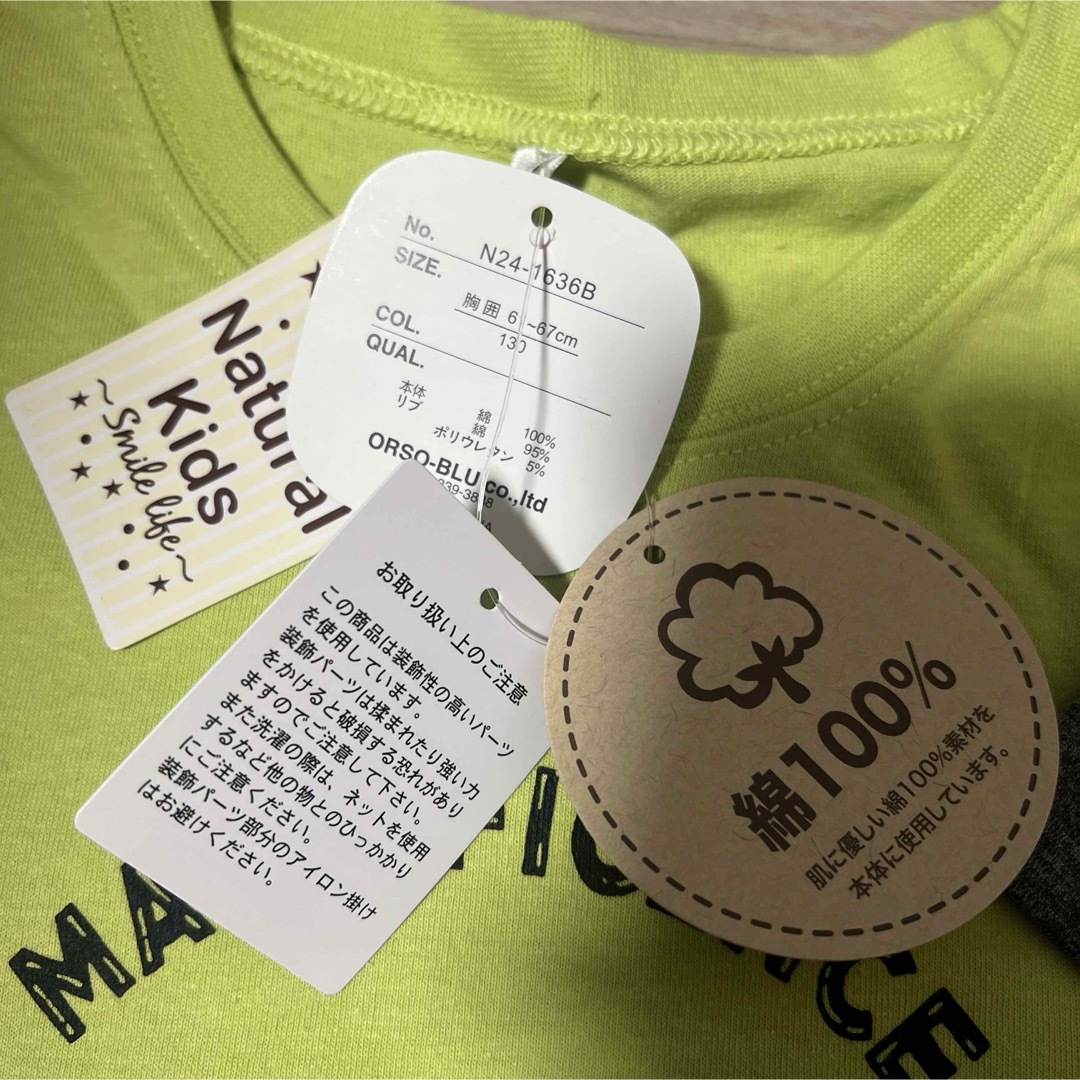 Natural
Kids
~Smile life~
No.
N24-1636B
SIZE.
胸囲 6 ~67cm
130
COL.
QUAL.
本体 綿 100%
リブ 綿 95%
ポリウレタン 5%
ORSO-BLU co.,ltd
お取り扱い上のご注意
この商品は装飾性の高いパーツ
を使用しています。
装飾パーツは揉まれたり強い力
をかけると破損する恐れがあり
ますのでご注意して下さい。
また洗濯の際は、ネットを使用
するなど他の物とのひっかかり
にご注意ください。
装飾パーツ部分のアイロン掛け
はお避けください。
綿100%
肌に優しい綿100%素材を
本体に使用しています。